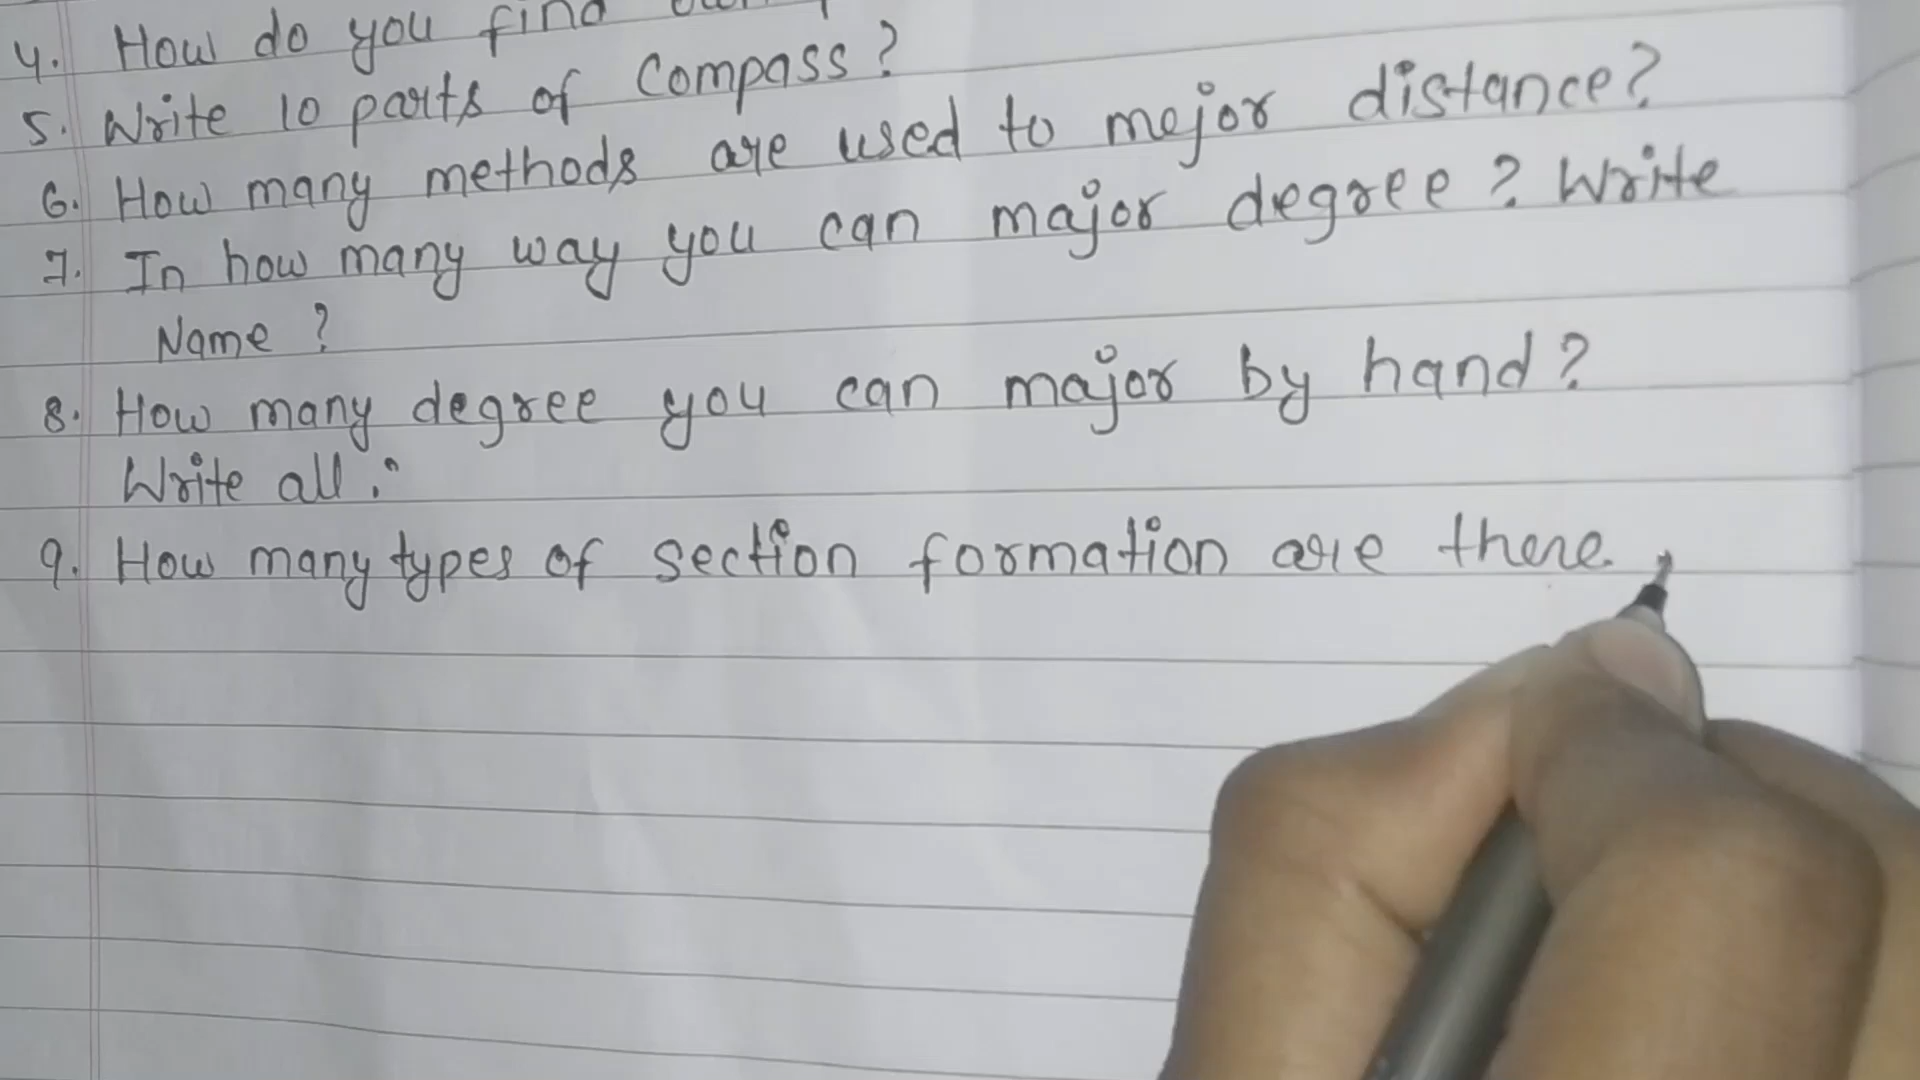 4. How do you find
5. Write 10 parts of Compass?
6. How many methods are used to mejor distance?
7. In how many way you can major degree? Write
Name ?
8. How many degree you can major by hand?
Write all :
9. How many types of section formation are there